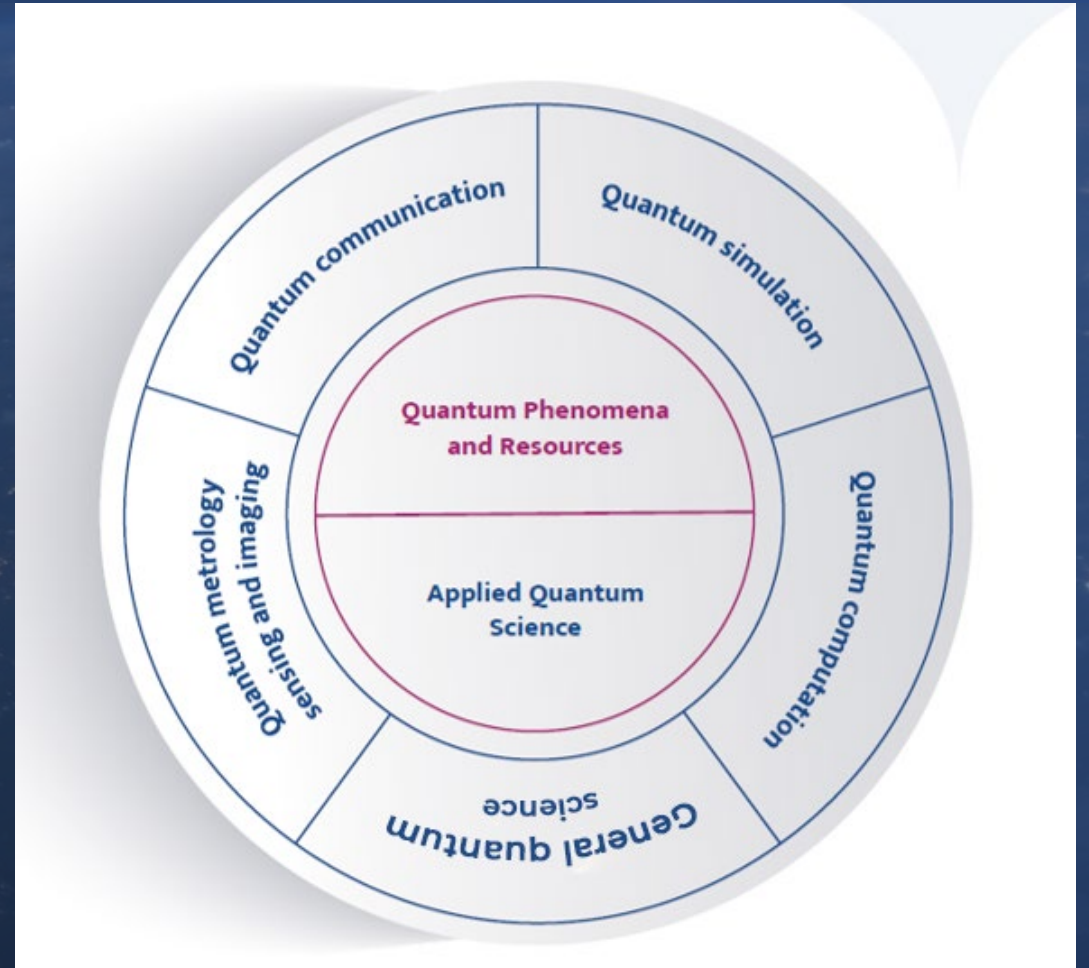 Quantum communication
Quantum simulation
Quantum Phenomena
and Resources
Quantum metrology
sensing and imaging
Quantum computation
Applied Quantum
Science
General quantum
science